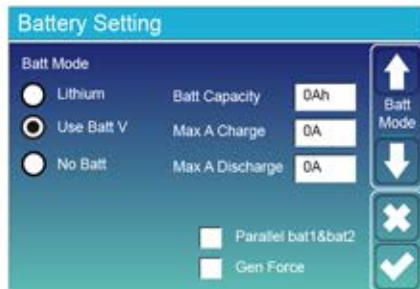 Battery Setting
Batt Mode
Lithium
Use Batt V
No Batt
Batt Capacity 0Ah
Max A Charge 0A
Max A Discharge 0A
Parallel bat1&bat2
Gen Force
Batt
Mode